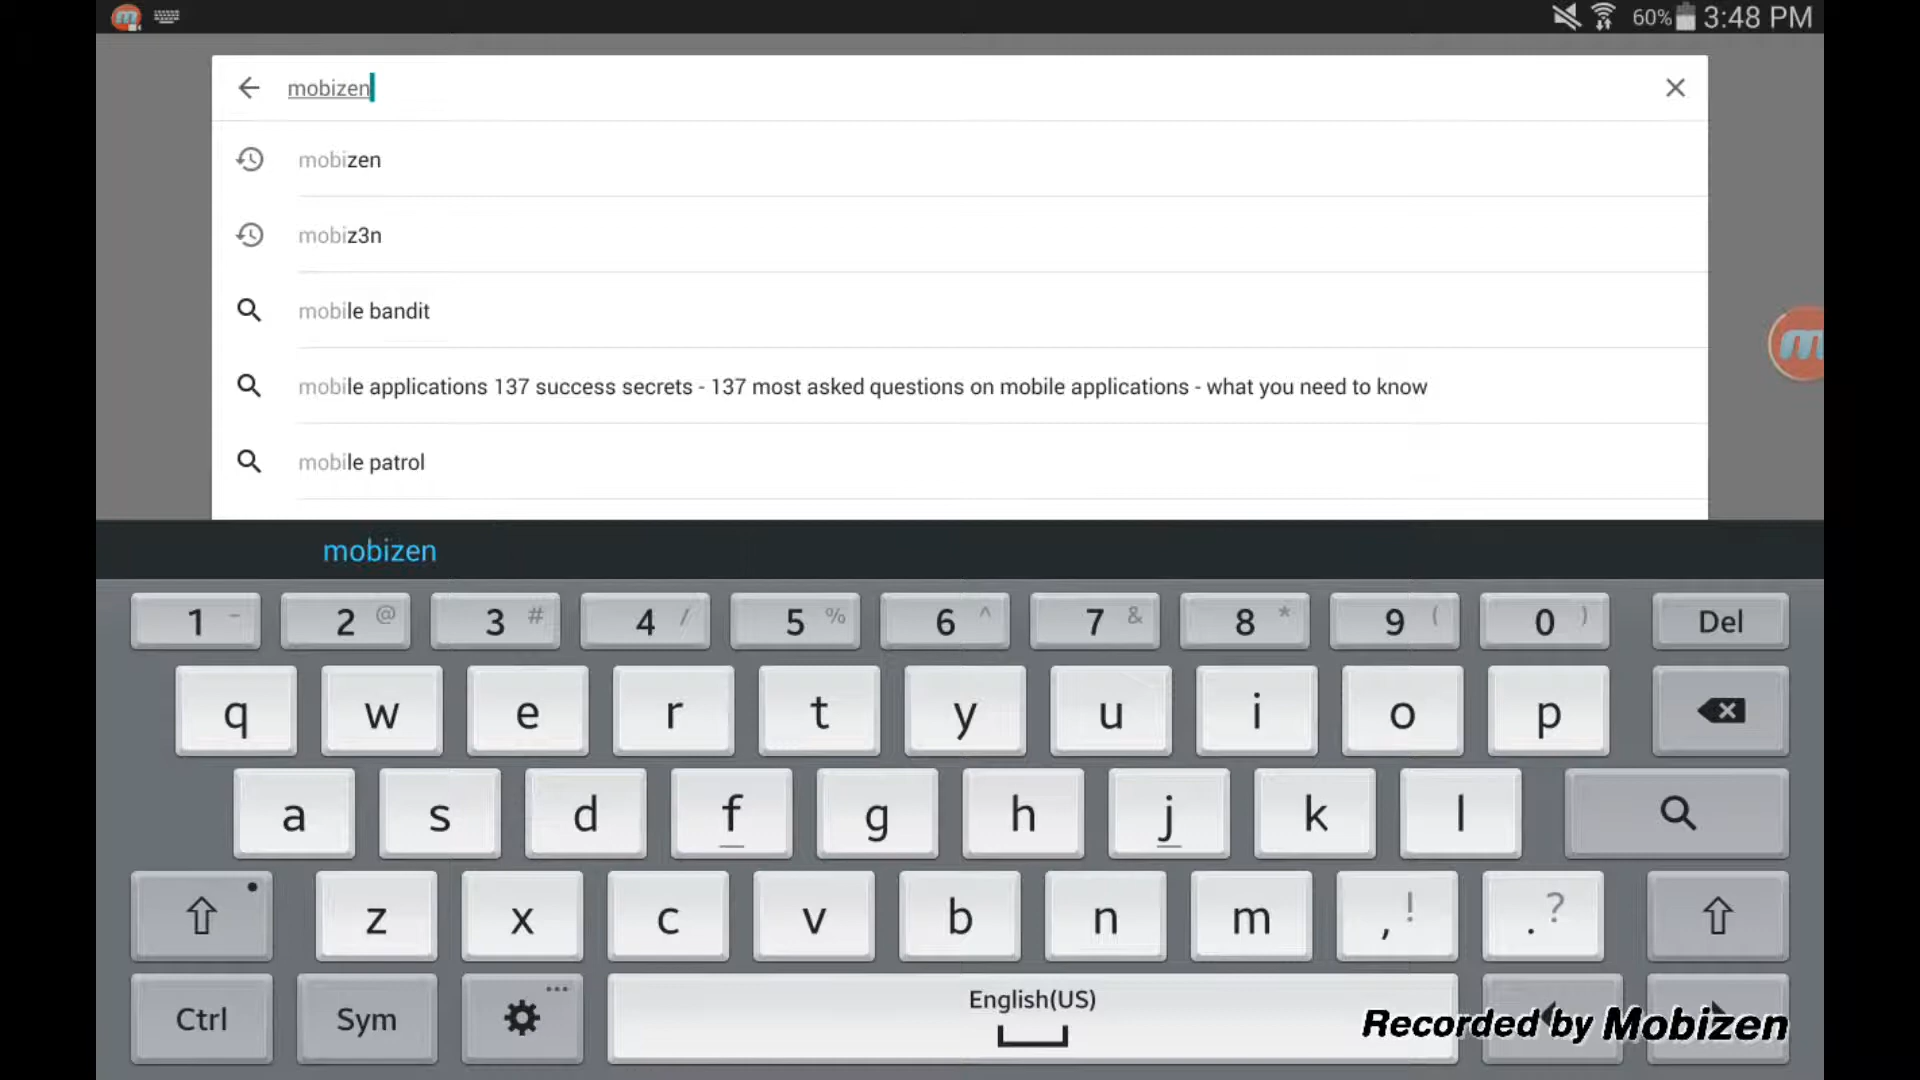 60% 3:48 PM
mobizen
mobizen
mobiz3n
mobile bandit
mobile applications 137 success secrets - 137 most asked questions on mobile applications - what you need to know
mobile patrol
mobizen
m
1 - 2 @ 3 # 4 / 5 % 6 ^ 7 & 8 * 9 ( 0 ) Del
q w e r t y u i o p
a s d f g h j k l
z x c v b n m , ! . ?
Ctrl Sym English(US)
Recorded by Mobizen